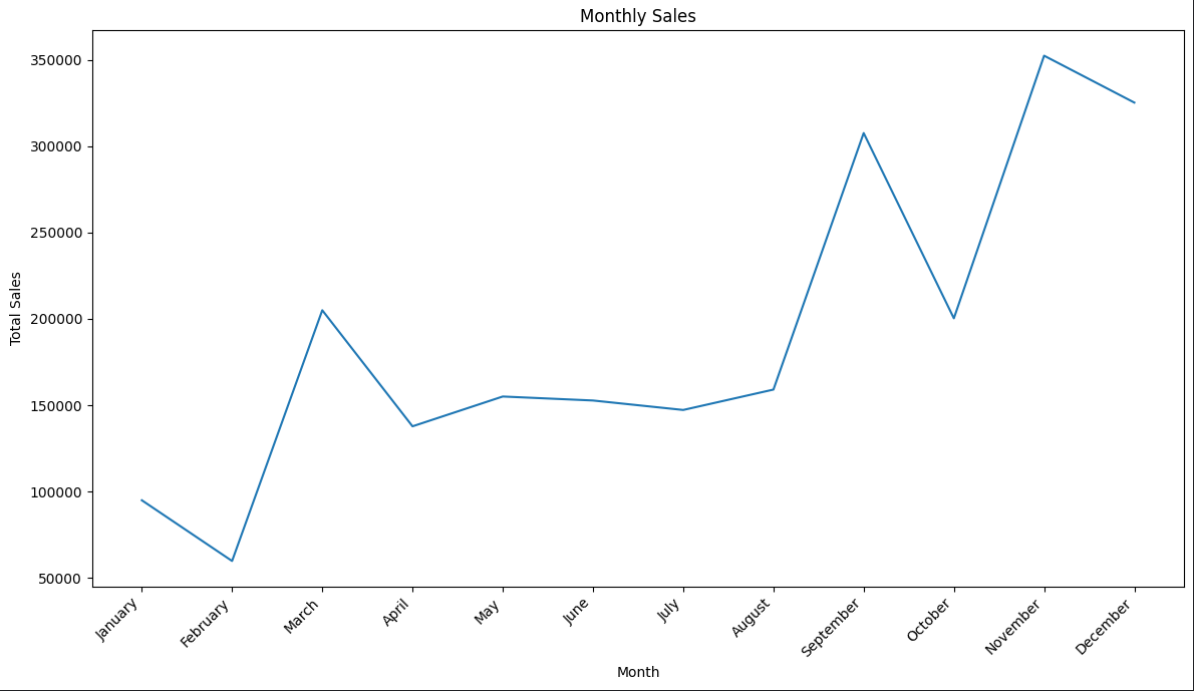 Monthly Sales
350000
300000
250000
200000
150000
100000
50000
Total Sales
January
February
March
April
May
June
July
August
September
October
November
December
Month